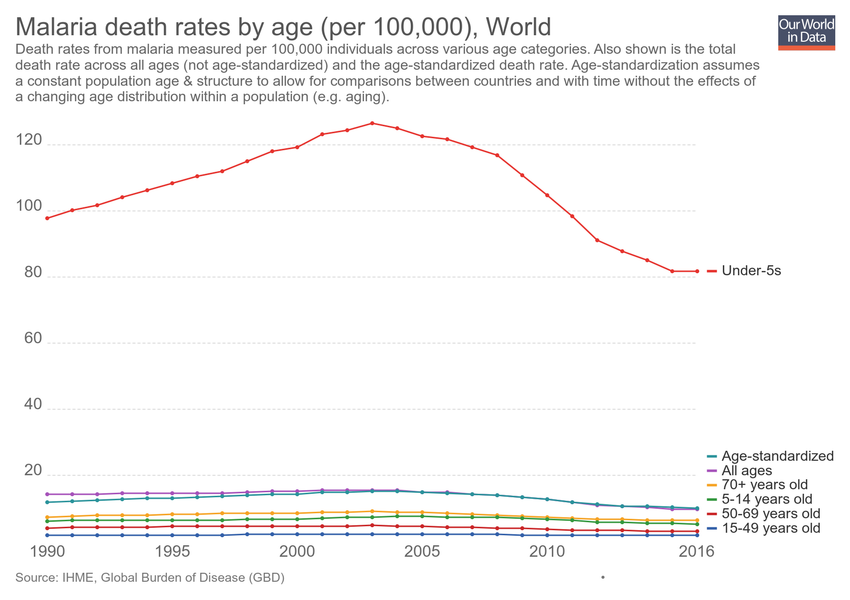 Malaria death rates by age (per 100,000), World
Our World
in Data
Death rates from malaria measured per 100,000 individuals across various age categories. Also shown is the total
death rate across all ages (not age-standardized) and the age-standardized death rate. Age-standardization assumes
a constant population age & structure to allow for comparisons between countries and with time without the effects of
a changing age distribution within a population (e.g. aging).
120
100
80
60
40
20
Under-5s
Age-standardized
All ages
70+ years old
5-14 years old
50-69 years old
15-49 years old
1990
1995
2000
2005
2010
2016
Source: IHME, Global Burden of Disease (GBD)